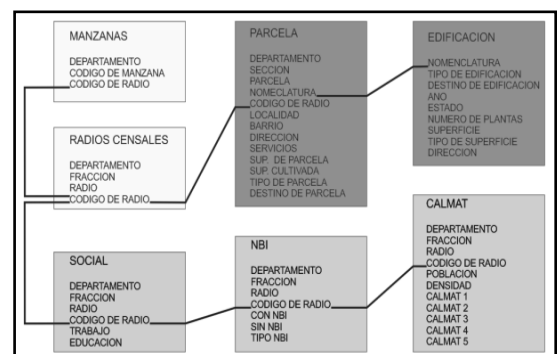 MANZANAS
DEPARTAMENTO
CODIGO DE MANZANA
CODIGO DE RADIO
RADIOS CENSALES
DEPARTAMENTO
FRACCION
RADIO
CODIGO DE RADIO
PARCELA
DEPARTAMENTO
SECCION
PARCELA
NOMECLATURA
CODIGO DE RADIO
LOCALIDAD
BARRIO
DIRECCION
SERVICIOS
SUP. DE PARCELA
SUP. CULTIVADA
TIPO DE PARCELA
DESTINO DE PARCELA
EDIFICACION
NOMENCLATURA
TIPO DE EDIFICACION
DESTINO DE EDIFICACION
ANO
ESTADO
NUMERO DE PLANTAS
SUPERFICIE
TIPO DE SUPERFICIE
DIRECCION
SOCIAL
DEPARTAMENTO
FRACCION
RADIO
CODIGO DE RADIO
TRABAJO
EDUCACION
NBI
DEPARTAMENTO
FRACCION
RADIO
CODIGO DE RADIO
CON NBI
SIN NBI
TIPO NBI
CALMAT
DEPARTAMENTO
FRACCION
RADIO
CODIGO DE RADIO
POBLACION
DENSIDAD
CALMAT 1
CALMAT 2
CALMAT 3
CALMAT 4
CALMAT 5